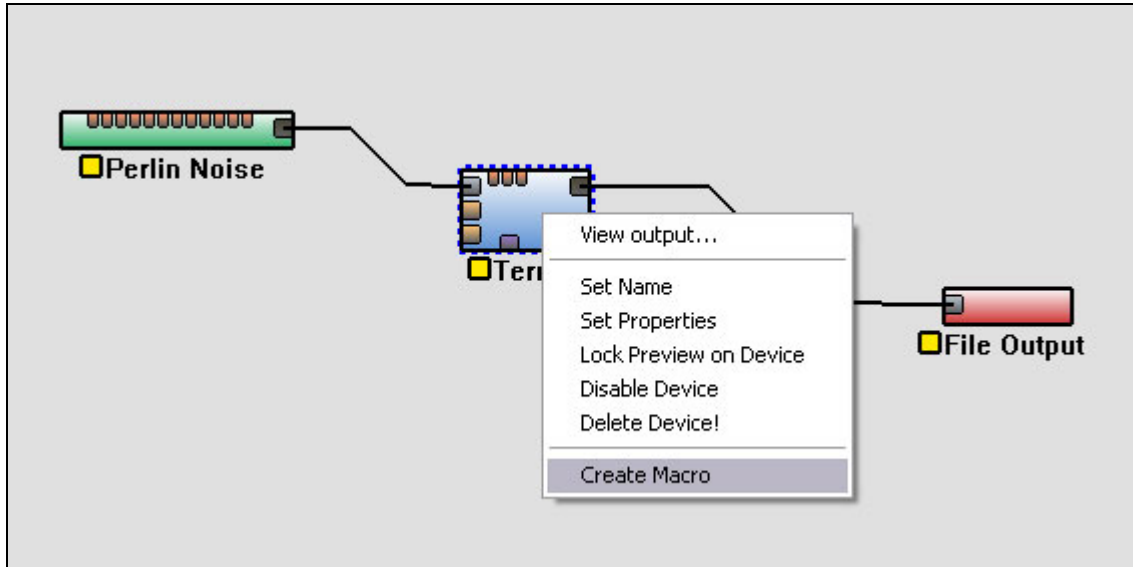 Perlin Noise
View output...
Set Name
Set Properties
Lock Preview on Device
Disable Device
Delete Device!
Create Macro
File Output